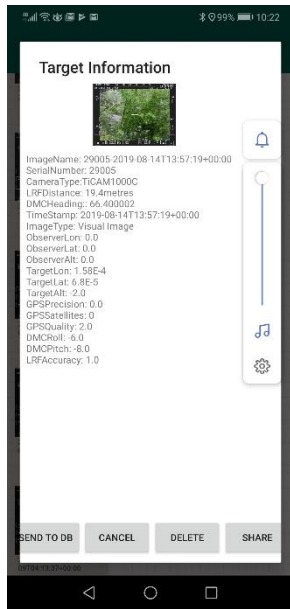 99% 10:22
Target Information
ImageName: 29005-2019-08-14T13:57:19+00:00
SerialNumber: 29005
CameraType:TiCAM1000C
LRFDistance: 19.4metres
DMCHeading:: 66.400002
TimeStamp: 2019-08-14T13:57:19+00:00
ImageType: Visual Image
ObserverLon: 0.0
ObserverLat: 0.0
ObserverAlt: 0.0
TargetLon: 1.58E-4
TargetLat: 6.8E-5
TargetAlt: -2.0
GPSPrecision: 0.0
GPSSatellites: 0
GPSQuality: 2.0
DMCRoll: -6.0
DMCPitch: -8.0
LRFAccuracy: 1.0
SEND TO DB CANCEL DELETE SHARE